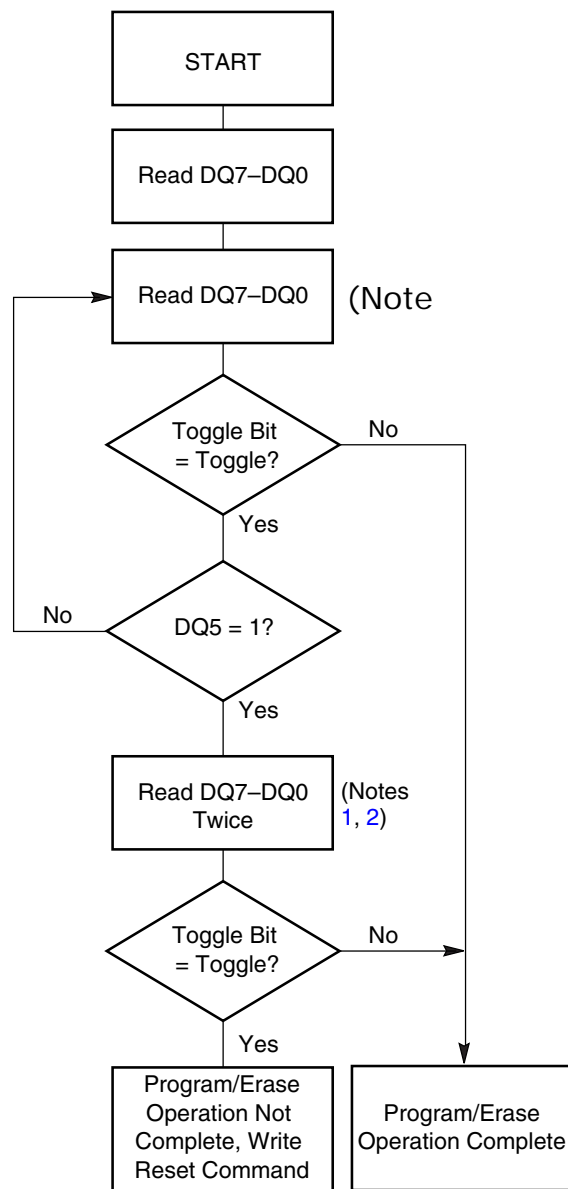 START
Read DQ7–DQ0
Read DQ7–DQ0
(Note
Toggle Bit
= Toggle?
No
Yes
No
DQ5 = 1?
Yes
Read DQ7–DQ0
Twice
(Notes
1, 2)
Toggle Bit
= Toggle?
No
Yes
Program/Erase
Operation Not
Complete, Write
Reset Command
Program/Erase
Operation Complete